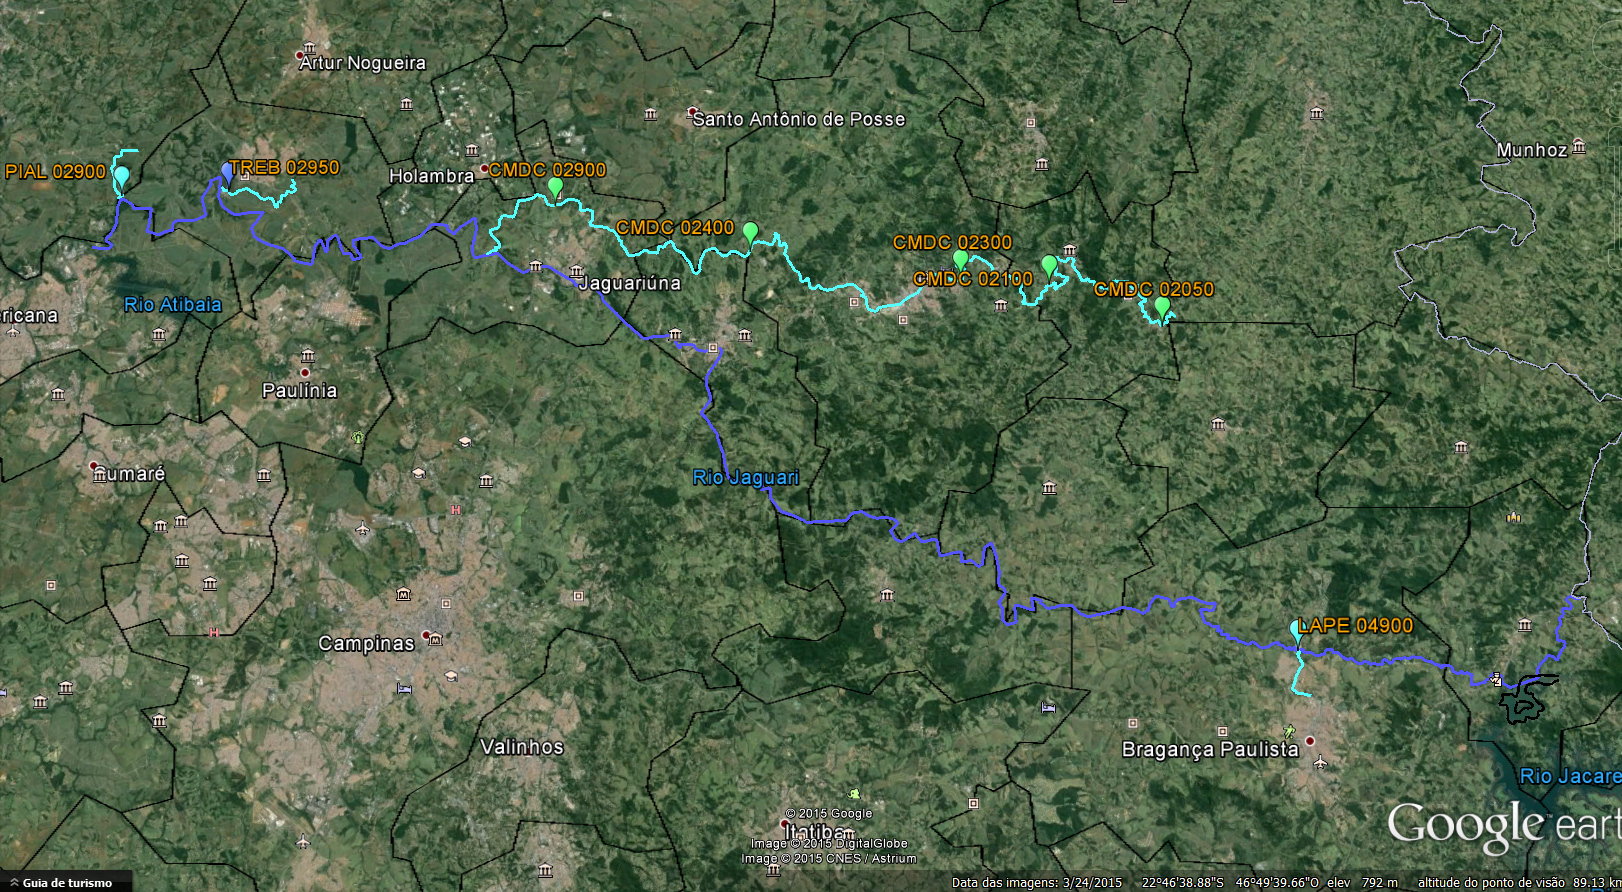 Artur Nogueira
Santo Antônio de Posse
Munhoz
PIAL 02900
TREB 02950
Holambra
CMDC 02900
CMDC 02400
CMDC 02300
CMDC 02100
CMDC 02050
Jaguariúna
Rio Atibaia
ricana
Paulínia
Sumaré
Rio Jaguari
Campinas
LAPE 04900
Valinhos
Bragança Paulista
Rio Jacare
© 2015 Google
Itatiba
Image © 2015 DigitalGlobe
Image © 2015 CNES / Astrium
Google eart
Guia de turismo
Data das imagens: 3/24/2015 22°46'38.88"S 46°49'39.66"O elev 792 m altitude do ponto de visão 89.13 km